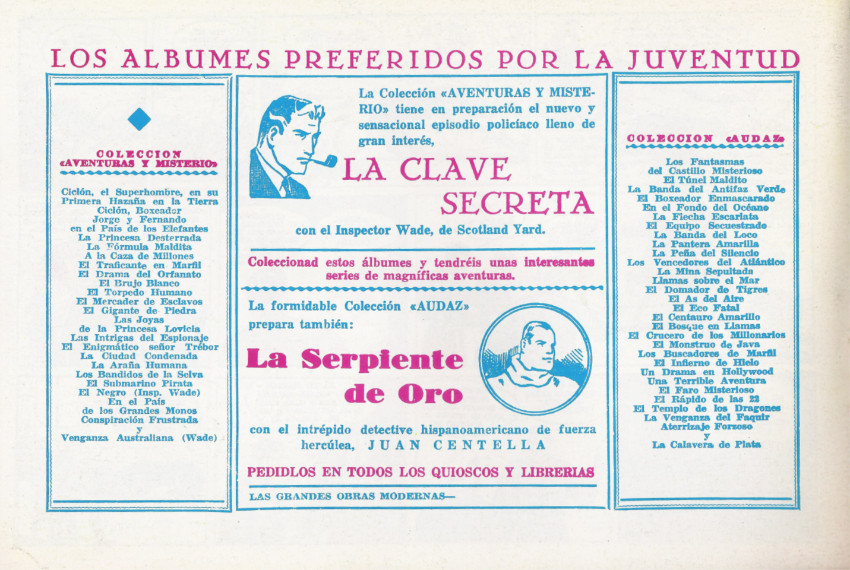 LOS ALBUMES PREFERIDOS POR LA JUVENTUD
COLECCION
«AVENTURAS Y MISTERIO»
Ciclón, el Superhombre, en su
Primera Hazaña en la Tierra
Ciclón, Boxeador
Jorge y Fernando
en el País de los Elefantes
La Princesa Desterrada
La Fórmula Maldita
A la Caza de Millones
El Traficante en Marfil
El Drama del Orfanato
El Brujo Blanco
El Torpedo Humano
El Mercader de Esclavos
El Gigante de Piedra
Las Joyas
de la Princesa Lovicia
Las Intrigas del Espionaje
El Enigmático señor Trébor
La Ciudad Condenada
La Araña Humana
Los Bandidos de la Selva
El Submarino Pirata
El Negro (Insp. Wade)
En el País
de los Grandes Monos
Conspiración Frustrada
y
Venganza Australiana (Wade)
La Colección «AVENTURAS Y MISTE-
RIO» tiene en preparación el nuevo y
sensacional episodio policíaco lleno de
gran interés,
LA CLAVE
SECRETA
con el Inspector Wade, de Scotland Yard.
Coleccionad estos álbumes y tendréis unas interesantes
series de magníficas aventuras.
La formidable Colección «AUDAZ»
prepara también:
La Serpiente
de Oro
con el intrépido detective hispanoamericano de fuerza
hercúlea, JUAN CENTELLA
PEDIDLOS EN TODOS LOS QUIOSCOS Y LIBRERIAS
LAS GRANDES OBRAS MODERNAS—
COLECCION «AUDAZ»
Los Fantasmas
del Castillo Misterioso
El Túnel Maldito
La Banda del Antifaz Verde
El Boxeador Enmascarado
En el Fondo del Océano
La Flecha Escarlata
El Equipo Secuestrado
La Banda del Loco
La Pantera Amarilla
La Peña del Silencio
Los Vencedores del Atlántico
La Mina Sepultada
Llamas sobre el Mar
El Domador de Tigres
El As del Aire
El Eco Fatal
El Centauro Amarillo
El Bosque en Llamas
El Crucero de los Millonarios
El Monstruo de Java
Los Buscadores de Marfil
El Infierno de Hielo
Un Drama en Hollywood
Una Terrible Aventura
El Faro Misterioso
El Rápido de las 22
El Templo de los Dragones
La Venganza del Faquir
Aterrizaje Forzoso
y
La Calavera de Plata